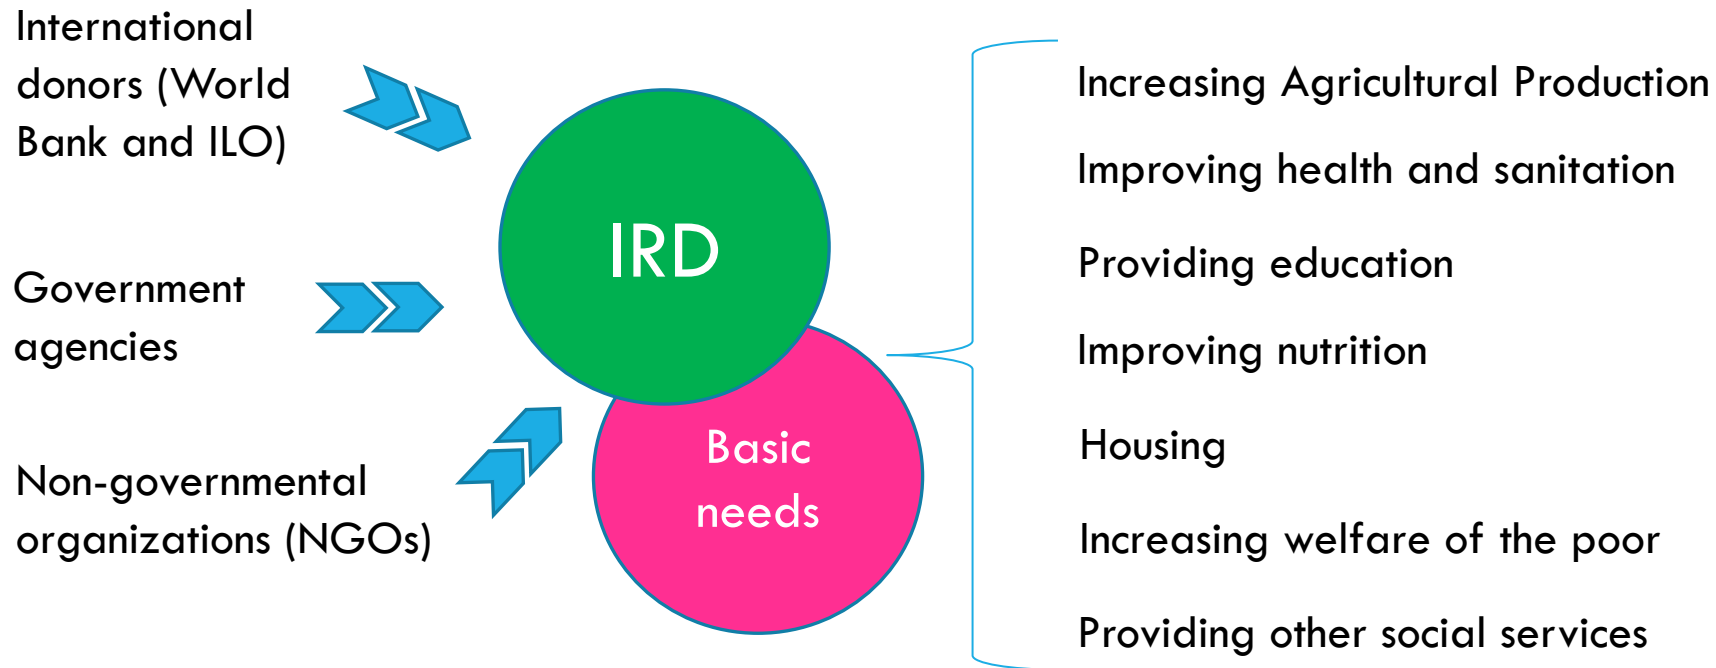 International
donors (World
Bank and ILO)
Government
agencies
Non-governmental
organizations (NGOs)
IRD
Basic
needs
Increasing Agricultural Production
Improving health and sanitation
Providing education
Improving nutrition
Housing
Increasing welfare of the poor
Providing other social services